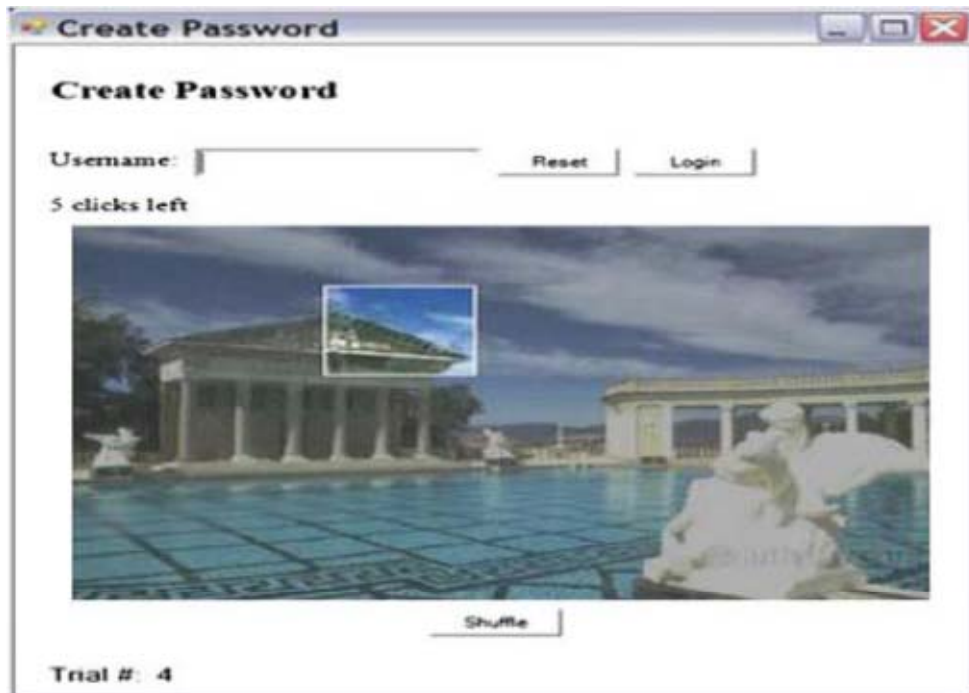 Create Password
Create Password
Username: Reset Login
5 clicks left
Shuffle
Trial #: 4